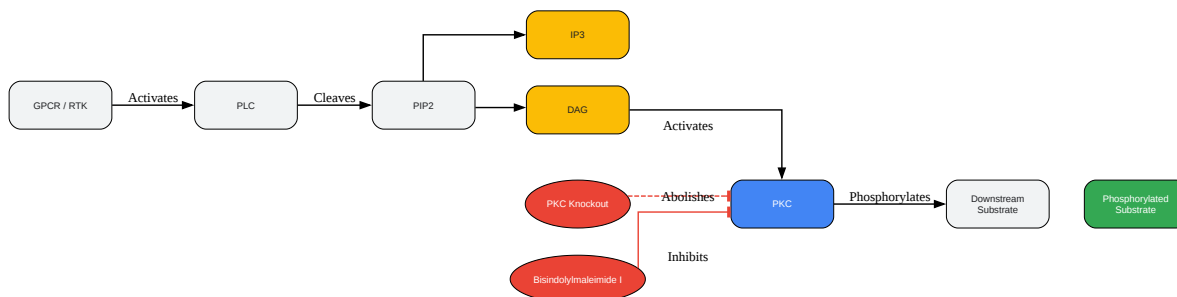 IP3
GPCR / RTK
Activates
PLC
Cleaves
PIP2
DAG
Activates
PKC Knockout
Abolishes
PKC
Phosphorylates
Downstream
Substrate
Phosphorylated
Substrate
Inhibits
Bisindolylmaleimide I